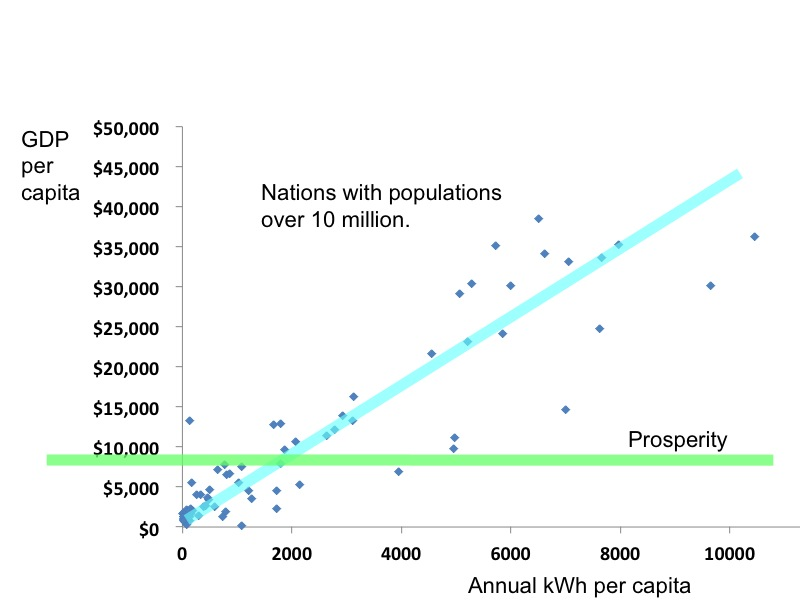 GDP
per
capita
$50,000
$45,000
$40,000
$35,000
$30,000
$25,000
$20,000
$15,000
$10,000
$5,000
$0
Nations with populations
over 10 million.
Prosperity
0 2000 4000 6000 8000 10000
Annual kWh per capita